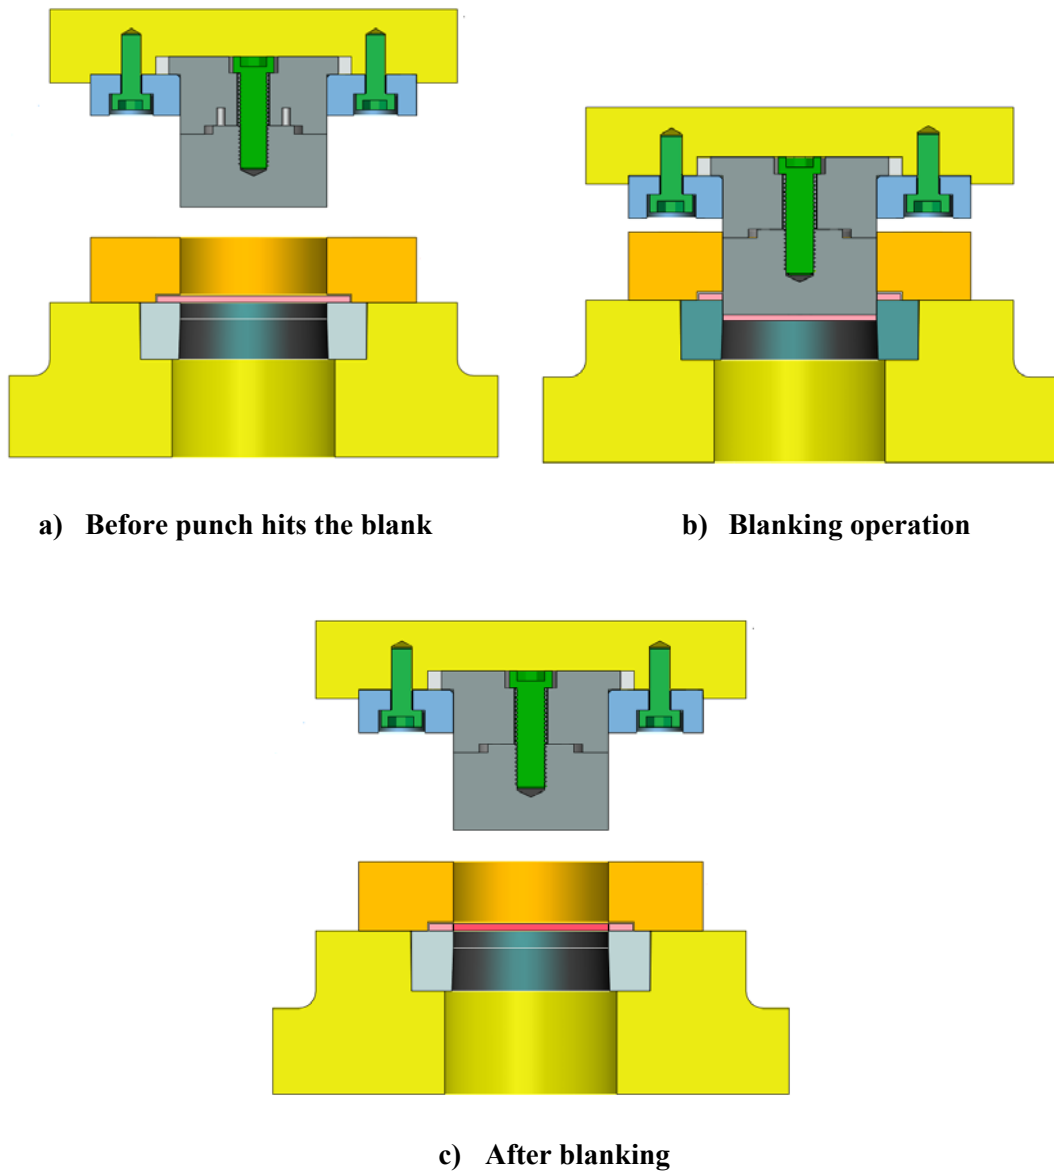 a) Before punch hits the blank
b) Blanking operation
c) After blanking